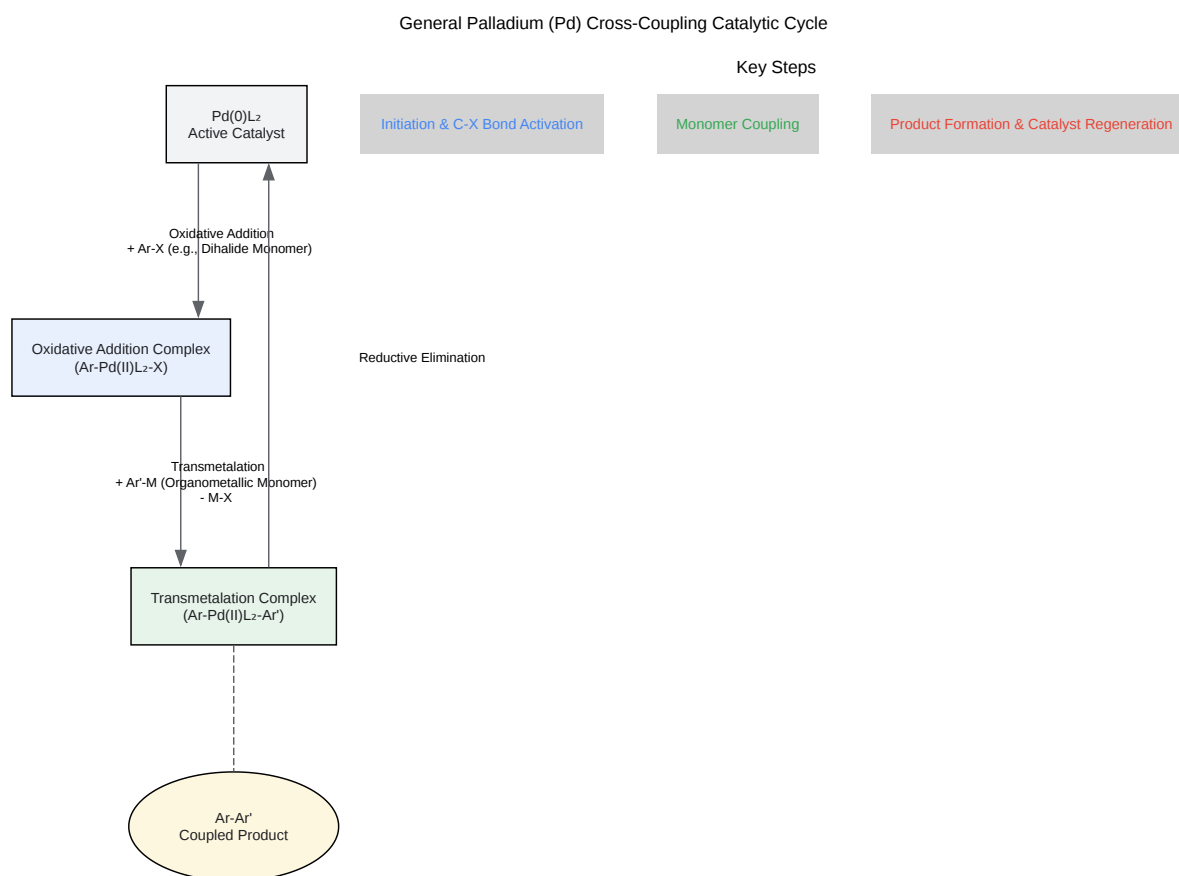 General Palladium (Pd) Cross-Coupling Catalytic Cycle
Key Steps
Pd(0)L₂
Active Catalyst
Initiation & C-X Bond Activation
Monomer Coupling
Product Formation & Catalyst Regeneration
Oxidative Addition
+ Ar-X (e.g., Dihalide Monomer)
Oxidative Addition Complex
(Ar-Pd(II)L₂-X)
Reductive Elimination
Transmetalation
+ Ar'-M (Organometallic Monomer)
- M-X
Transmetalation Complex
(Ar-Pd(II)L₂-Ar')
Ar-Ar'
Coupled Product